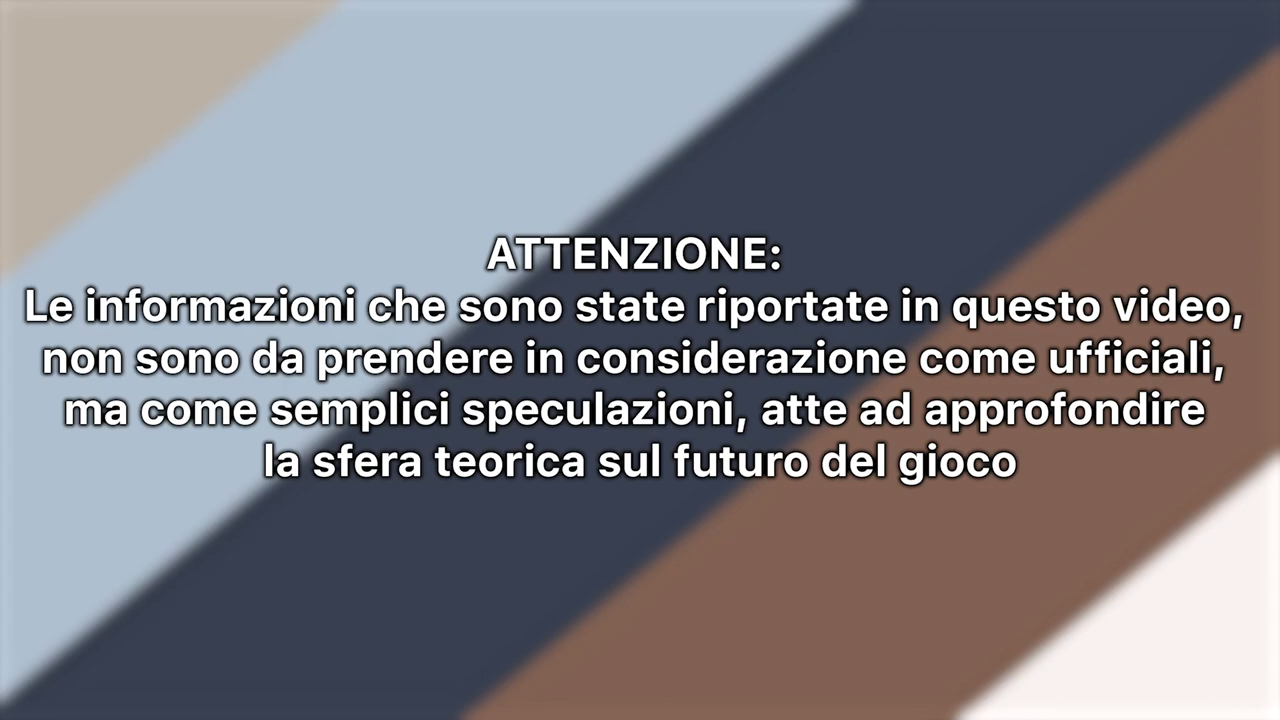 ATTENZIONE:
Le informazioni che sono state riportate in questo video,
non sono da prendere in considerazione come ufficiali,
ma come semplici speculazioni, atte ad approfondire
la sfera teorica sul futuro del gioco